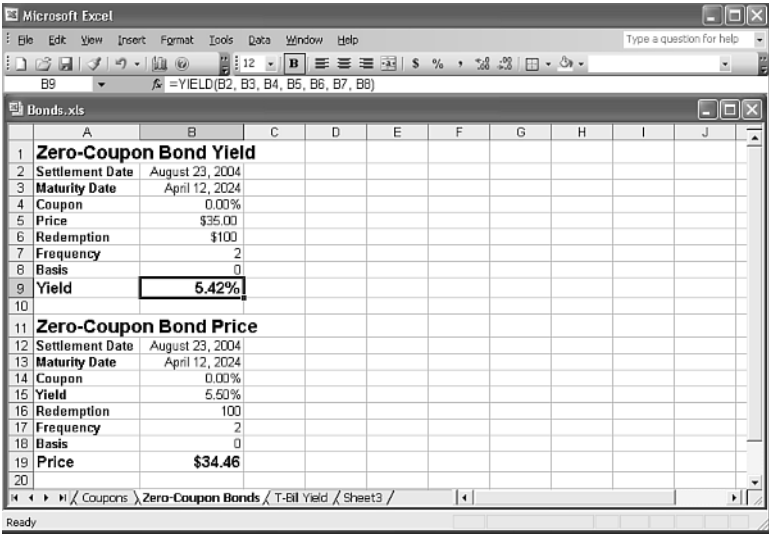 Microsoft Excel
File Edit View Insert Format Tools Data Window Help Type a question for help
12 B $ % ,
B9 fx =YIELD(B2, B3, B4, B5, B6, B7, B8)
Bonds.xls
A B C D E F G H I J
1 Zero-Coupon Bond Yield
2 Settlement Date August 23, 2004
3 Maturity Date April 12, 2024
4 Coupon 0.00%
5 Price $35.00
6 Redemption $100
7 Frequency 2
8 Basis 0
9 Yield 5.42%
10
11 Zero-Coupon Bond Price
12 Settlement Date August 23, 2004
13 Maturity Date April 12, 2024
14 Coupon 0.00%
15 Yield 5.50%
16 Redemption 100
17 Frequency 2
18 Basis 0
19 Price $34.46
20
Coupons Zero-Coupon Bonds T-Bill Yield Sheet3
Ready